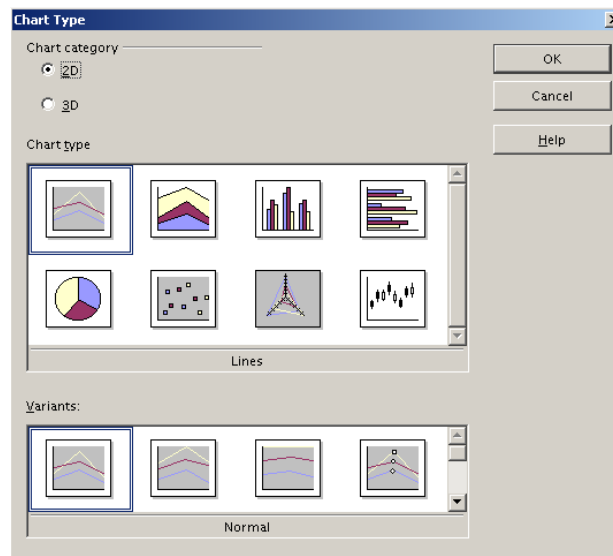 Chart Type
Chart category
2D
3D
OK
Cancel
Help
Chart type
Lines
Variants:
Normal